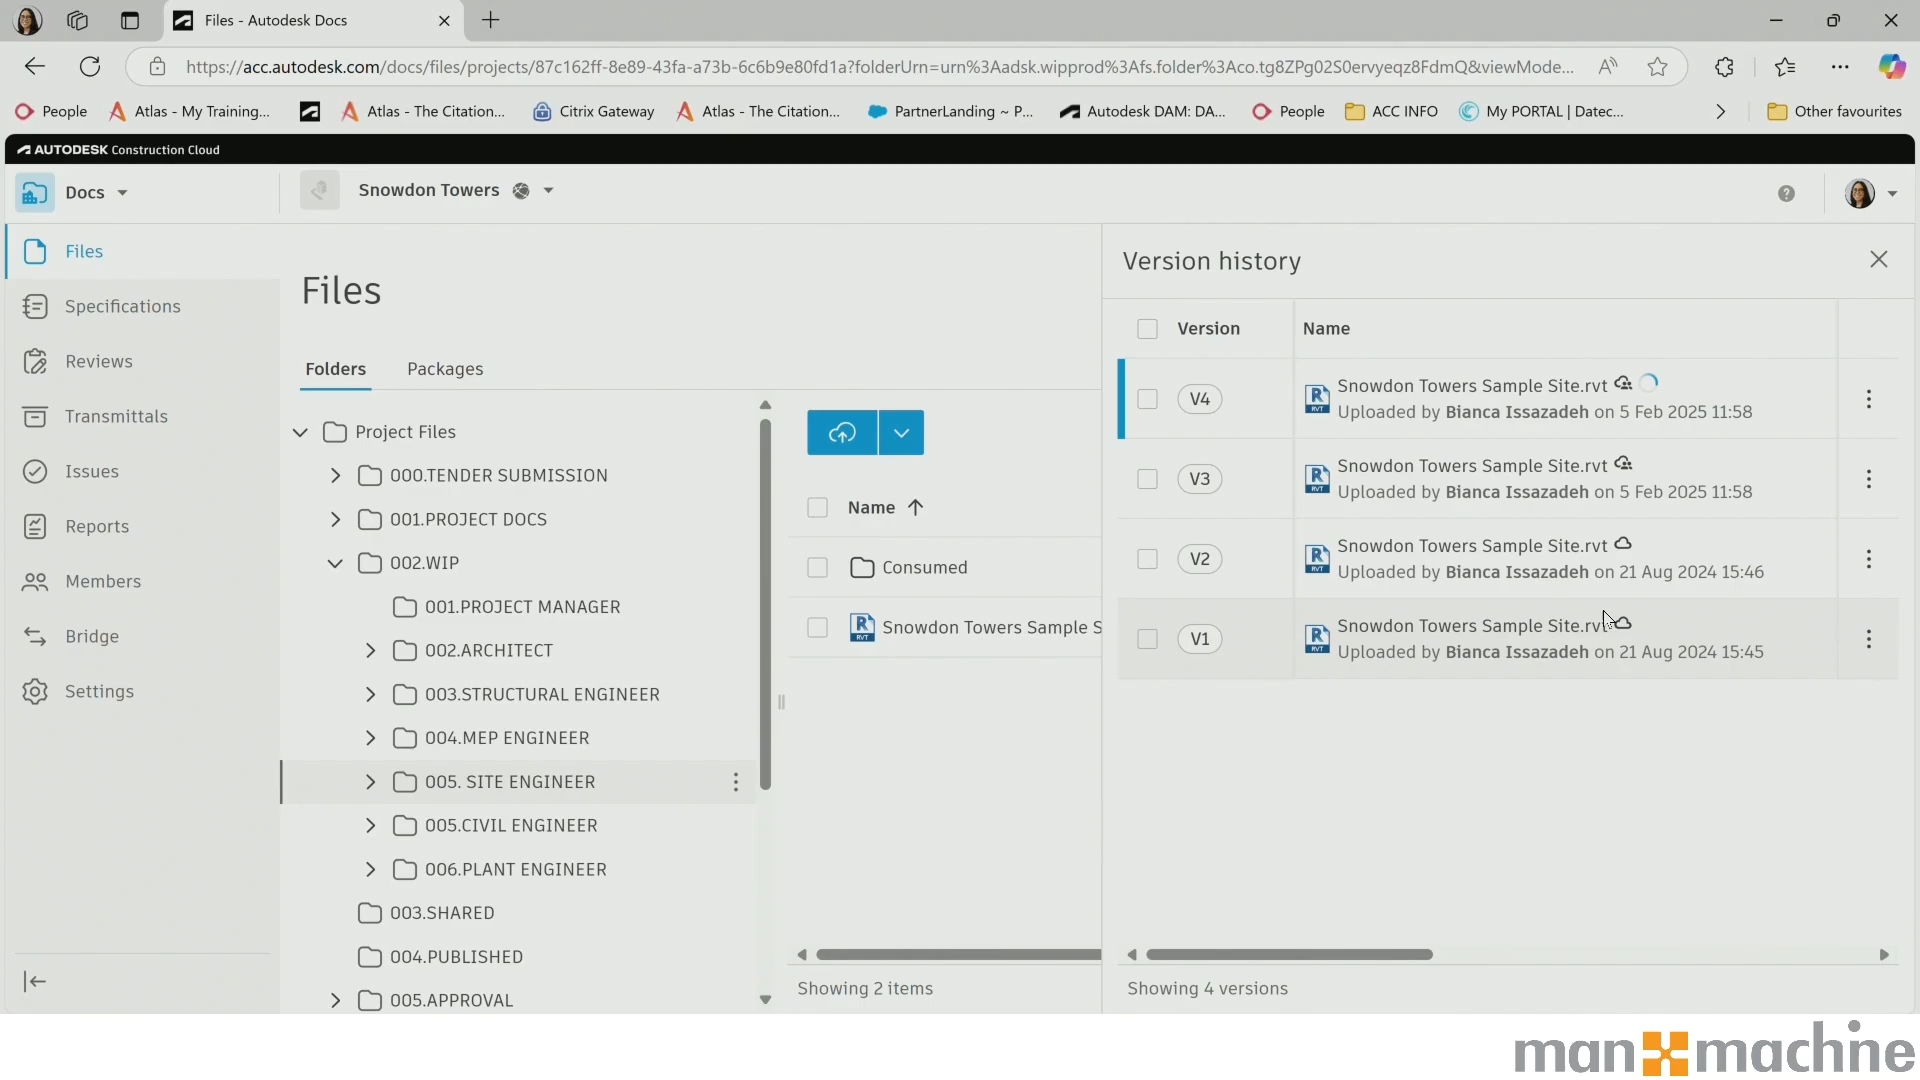 Files - Autodesk Docs
https://acc.autodesk.com/docs/files/projects/87c162ff-8e89-43fa-a73b-6c6b9e80fd1a?folderUrn=urn%3Aadsk.wipprod%3Afs.folder%3Aco.tg8ZPg02S0ervyeqz8FdmQ&viewMode...
People Atlas - My Training... Atlas - The Citation... Citrix Gateway Atlas - The Citation... PartnerLanding ~ P... Autodesk DAM: DA... People ACC INFO My PORTAL | Datec... Other favourites
AUTODESK Construction Cloud
Docs
Snowdon Towers
Files
Specifications
Reviews
Transmittals
Issues
Reports
Members
Bridge
Settings
Files
Folders Packages
Project Files
000.TENDER SUBMISSION
001.PROJECT DOCS
002.WIP
001.PROJECT MANAGER
002.ARCHITECT
003.STRUCTURAL ENGINEER
004.MEP ENGINEER
005. SITE ENGINEER
005.CIVIL ENGINEER
006.PLANT ENGINEER
003.SHARED
004.PUBLISHED
005.APPROVAL
Name
Consumed
RVT
Snowdon Towers Sample S
Showing 2 items
Version history
Version Name
V4
RVT
Snowdon Towers Sample Site.rvt
Uploaded by Bianca Issazadeh on 5 Feb 2025 11:58
V3
RVT
Snowdon Towers Sample Site.rvt
Uploaded by Bianca Issazadeh on 5 Feb 2025 11:58
V2
RVT
Snowdon Towers Sample Site.rvt
Uploaded by Bianca Issazadeh on 21 Aug 2024 15:46
V1
RVT
Snowdon Towers Sample Site.rvt
Uploaded by Bianca Issazadeh on 21 Aug 2024 15:45
Showing 4 versions
man machine